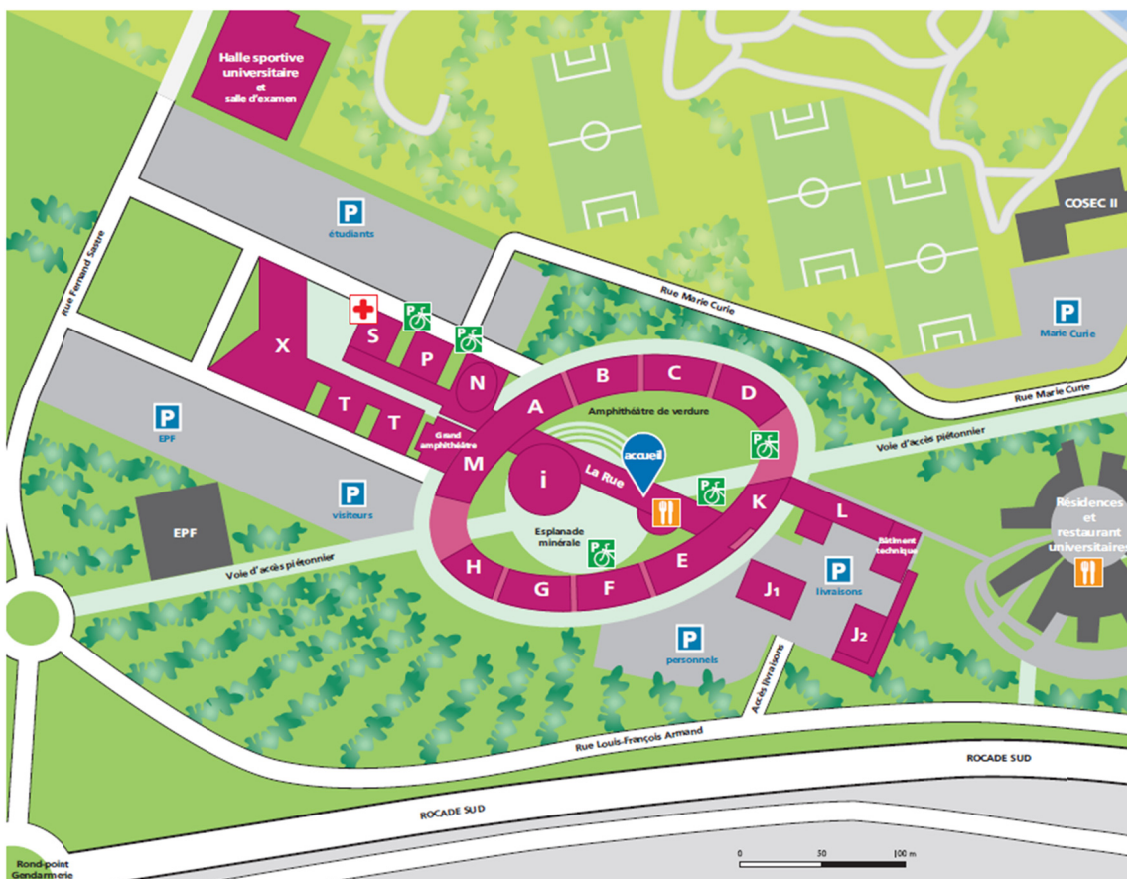 Halle sportive
universitaire
et
salle d'examen
P
étudiants
COSEC II
Rue Fernand Sastre
Rue Marie Curie
P
Marie Curie
Rue Marie Curie
S
P
P
P
N
X
T
T
Grand
amphithéâtre
A
B
C
D
Amphithéâtre de verdure
Voie d'accès piétonnier
P
EPF
M
i
La Rue
accueil
P
P
K
L
Bâtiment
technique
Résidences
et
restaurant
universitaires
P
visiteurs
EPF
Voie d'accès piétonnier
Esplanade
minérale
P
H
G
F
E
J1
P
livraisons
J2
P
personnels
Accès livraisons
Rue Louis-François Armand
ROCADE SUD
ROCADE SUD
Rond-point
Gendarmerie
0 50 100 m